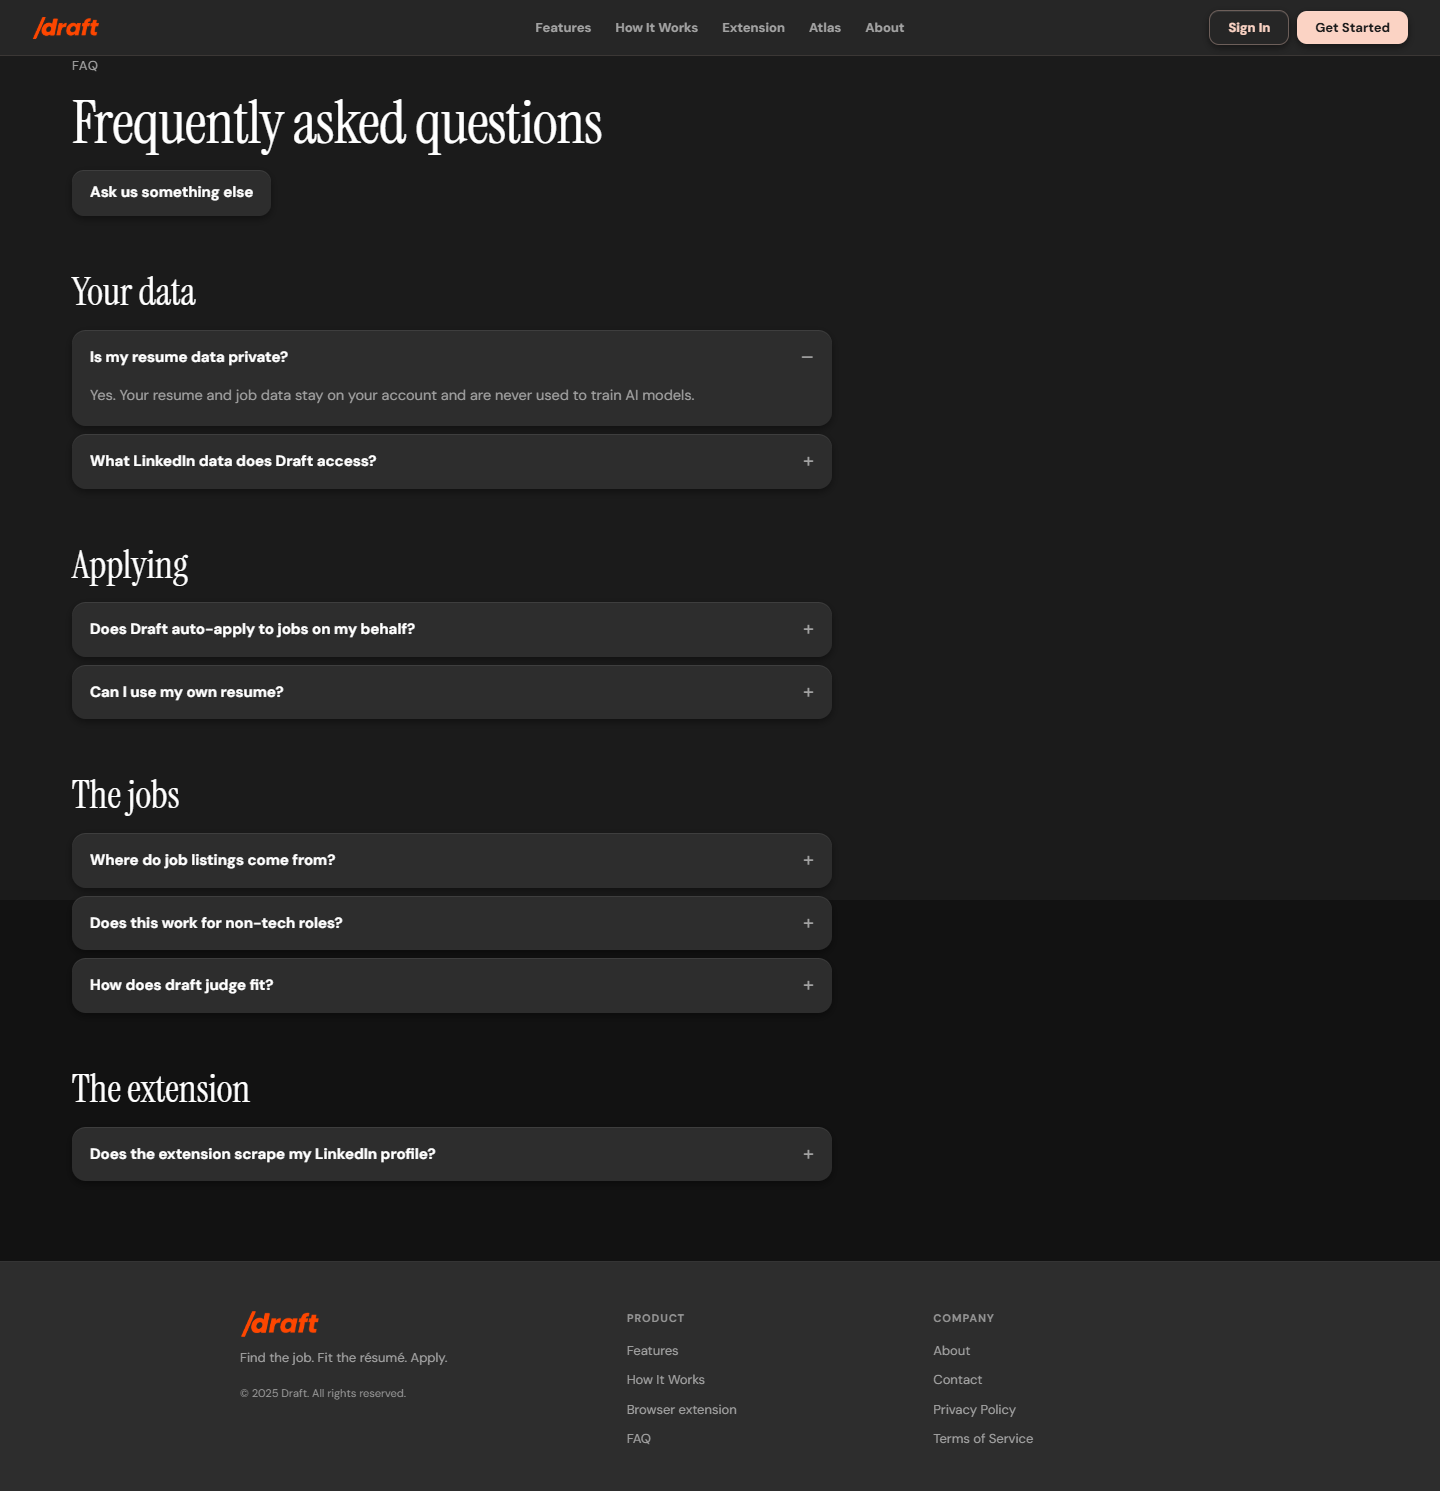 /draft
Features
How It Works
Extension
Atlas
About
Sign In
Get Started
FAQ
Frequently asked questions
Ask us something else
Your data
Is my resume data private?
Yes. Your resume and job data stay on your account and are never used to train AI models.
What LinkedIn data does Draft access?
Applying
Does Draft auto-apply to jobs on my behalf?
Can I use my own resume?
The jobs
Where do job listings come from?
Does this work for non-tech roles?
How does draft judge fit?
The extension
Does the extension scrape my LinkedIn profile?
/draft
Find the job. Fit the résumé. Apply.
© 2025 Draft. All rights reserved.
PRODUCT
Features
How It Works
Browser extension
FAQ
COMPANY
About
Contact
Privacy Policy
Terms of Service